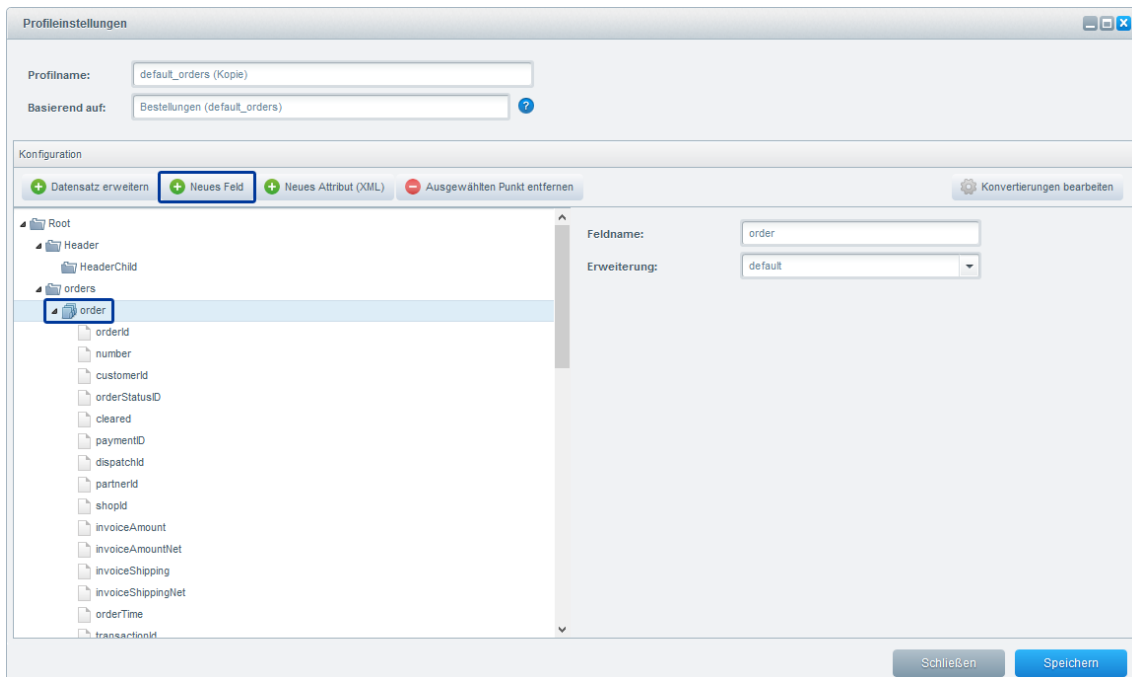 Profileinstellungen
Profilname: default_orders (Kopie)
Basierend auf: Bestellungen (default_orders) ?
Konfiguration
Datensatz erweitern Neues Feld Neues Attribut (XML) Ausgewählten Punkt entfernen Konvertierungen bearbeiten
Root
Header
HeaderChild
orders
order
orderId
number
customerId
orderStatusID
cleared
paymentID
dispatchId
partnerId
shopId
invoiceAmount
invoiceAmountNet
invoiceShipping
invoiceShippingNet
orderTime
transactionId
Feldname: order
Erweiterung: default
Schließen Speichern